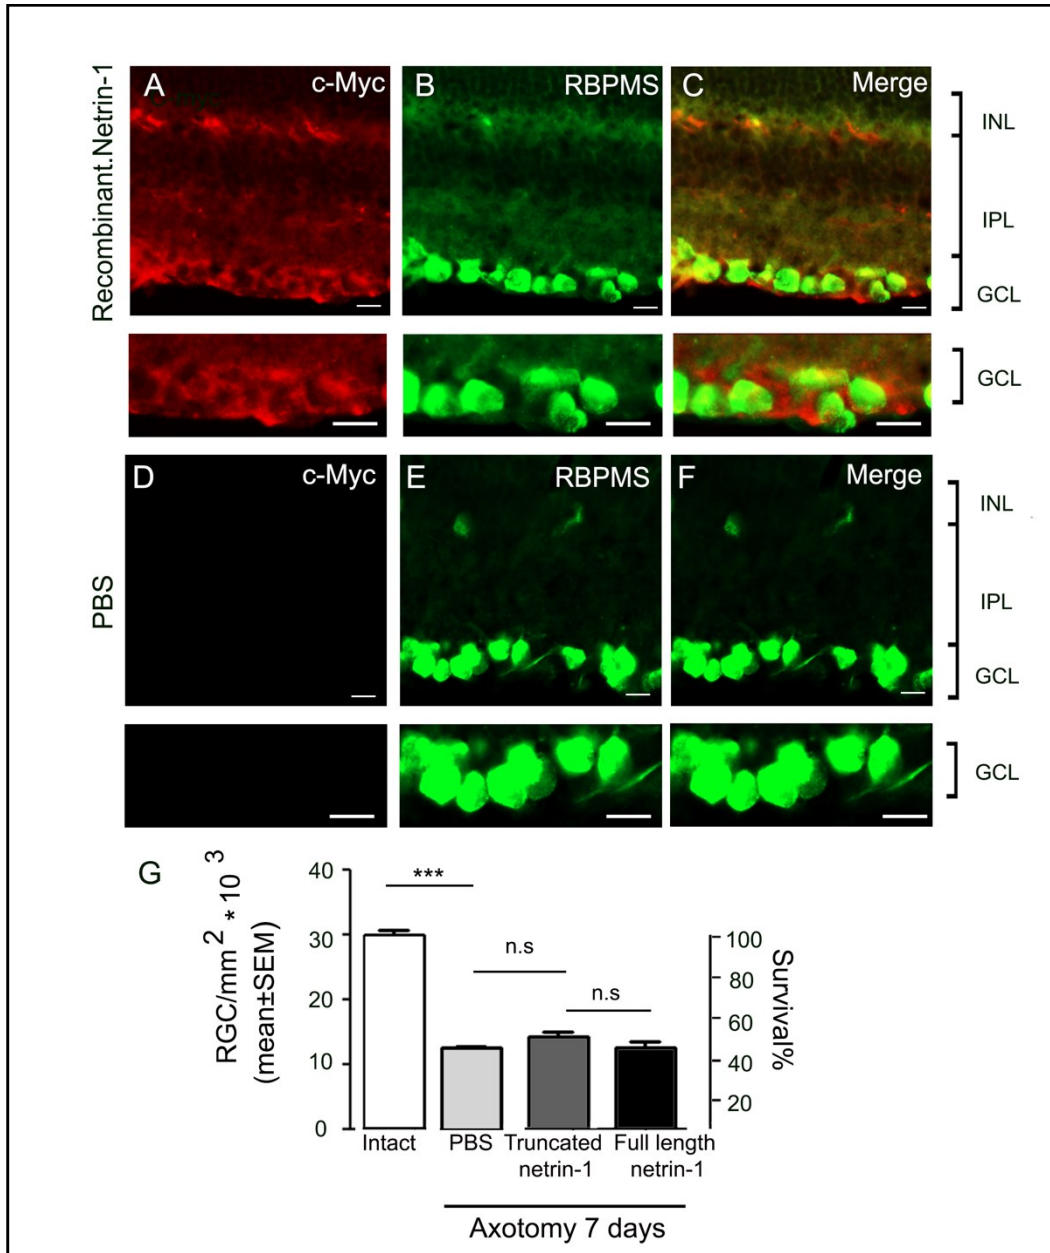 Recombinant.Netrin-1
A c-Myc
B RBPMS
C Merge
INL
IPL
GCL
GCL
PBS
D c-Myc
E RBPMS
F Merge
INL
IPL
GCL
GCL
G
RGC/mm2 * 10 3
(mean±SEM)
40
30
20
10
0
***
n.s
n.s
100
80
60
40
20
Survival%
Intact
PBS
Truncated
netrin-1
Full length
netrin-1
Axotomy 7 days